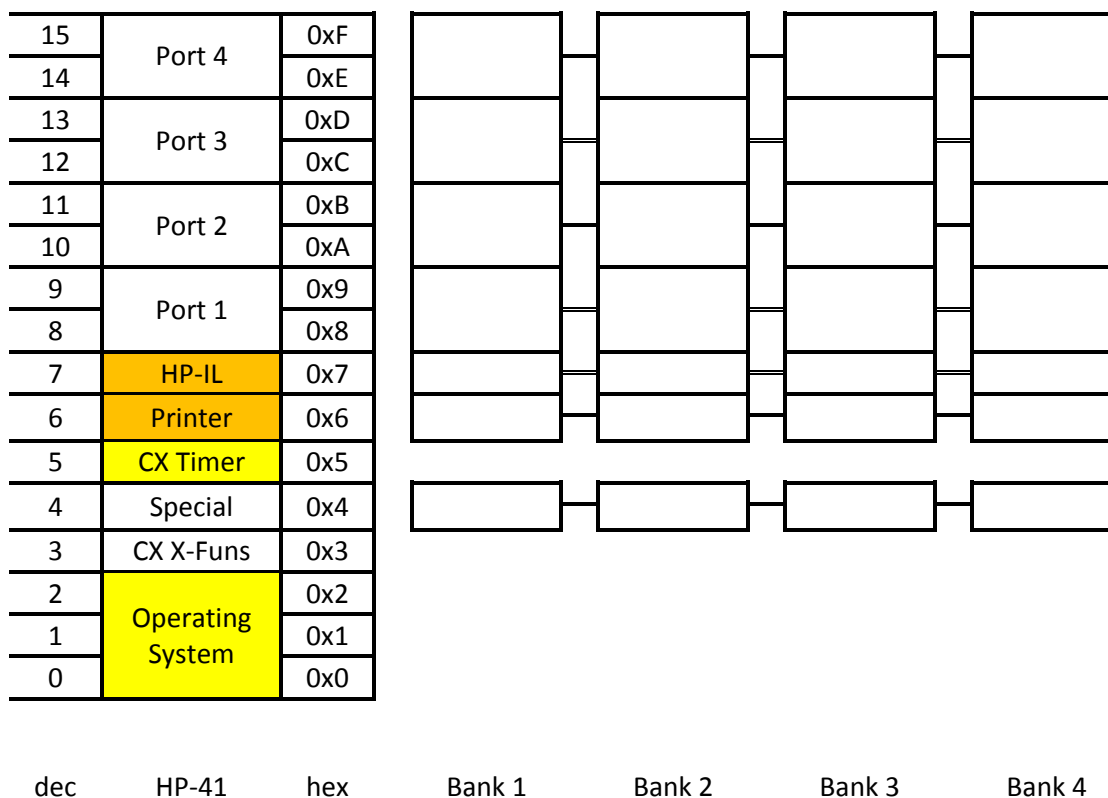 15 Port 4 0xF
14 0xE
13 Port 3 0xD
12 0xC
11 Port 2 0xB
10 0xA
9 Port 1 0x9
8 0x8
7 HP-IL 0x7
6 Printer 0x6
5 CX Timer 0x5
4 Special 0x4
3 CX X-Funs 0x3
2 Operating System 0x2
1 0x1
0 0x0
dec HP-41 hex Bank 1 Bank 2 Bank 3 Bank 4